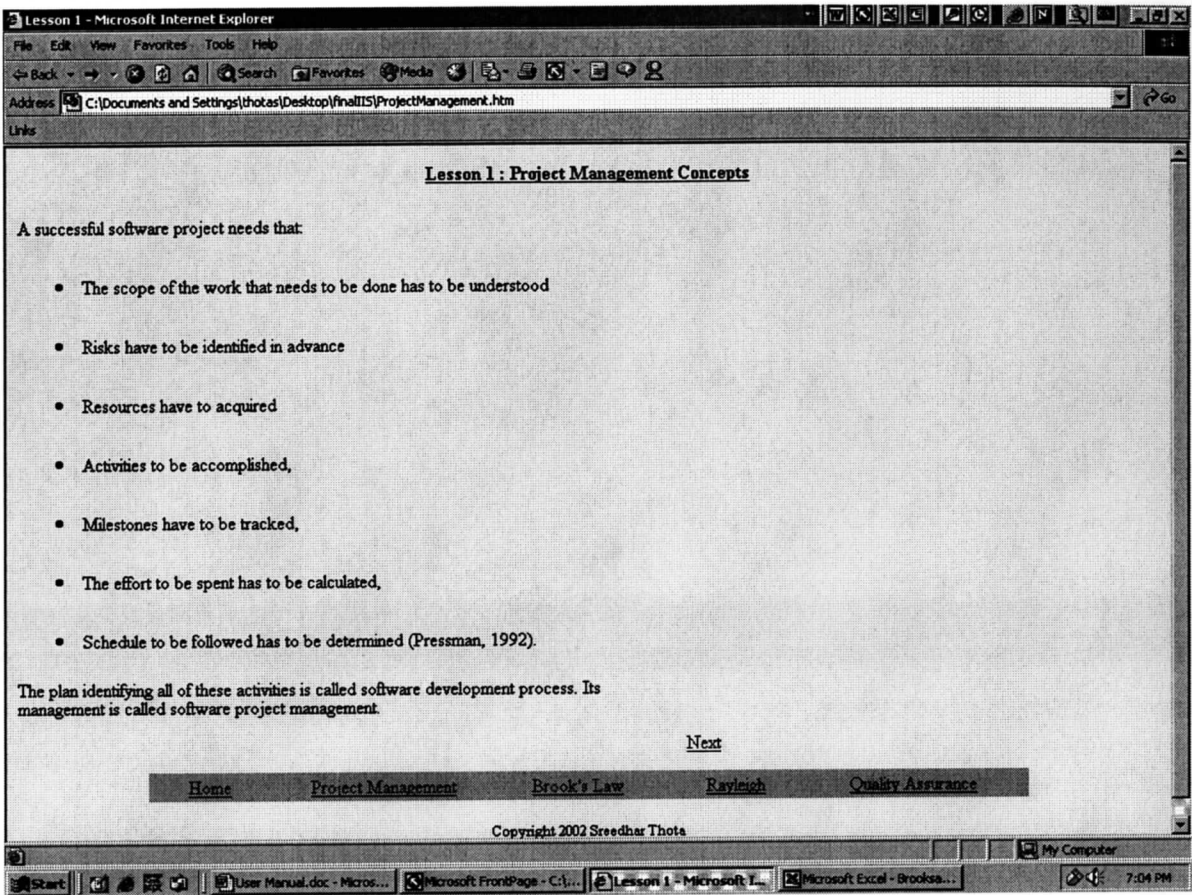 Lesson 1 - Microsoft Internet Explorer
File Edit View Favorites Tools Help
Back Search Favorites Media
Address C:\Documents and Settings\thotas\Desktop\finalIIS\ProjectManagement.htm Go
Links
Lesson 1 : Project Management Concepts
A successful software project needs that:
• The scope of the work that needs to be done has to be understood
• Risks have to be identified in advance
• Resources have to acquired
• Activities to be accomplished,
• Milestones have to be tracked,
• The effort to be spent has to be calculated,
• Schedule to be followed has to be determined (Pressman, 1992).
The plan identifying all of these activities is called software development process. Its
management is called software project management.
Next
Home Project Management Brook's Law Rayleigh Quality Assurance
Copyright 2002 Sreedhar Thota
My Computer
Start User Manual.doc - Micros... Microsoft FrontPage - C:\... Lesson 1 - Microsoft I... Microsoft Excel - Brooksa... 7:04 PM